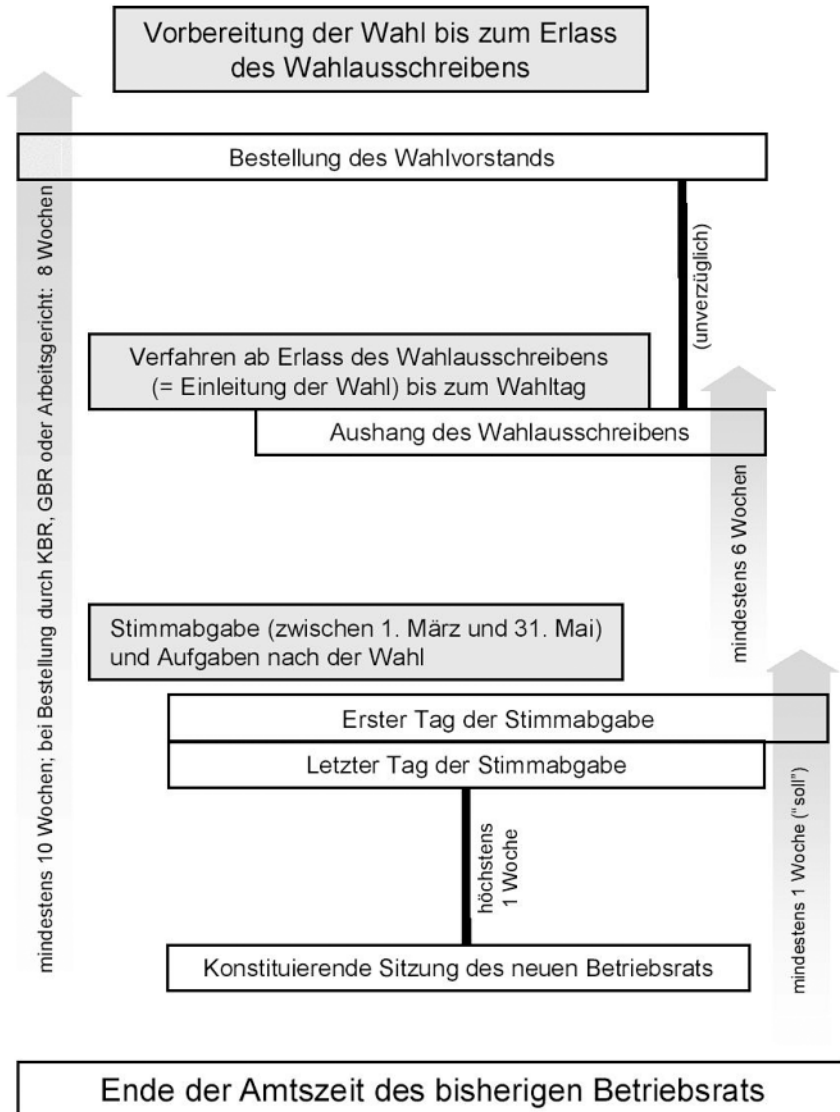 Vorbereitung der Wahl bis zum Erlass
des Wahlausschreibens
Bestellung des Wahlvorstands
mindestens 10 Wochen; bei Bestellung durch KBR, GBR oder Arbeitsgericht: 8 Wochen
(unverzüglich)
Verfahren ab Erlass des Wahlausschreibens
(= Einleitung der Wahl) bis zum Wahltag
Aushang des Wahlausschreibens
mindestens 6 Wochen
Stimmabgabe (zwischen 1. März und 31. Mai)
und Aufgaben nach der Wahl
Erster Tag der Stimmabgabe
Letzter Tag der Stimmabgabe
mindestens 1 Woche ("soll")
höchstens
1 Woche
Konstituierende Sitzung des neuen Betriebsrats
Ende der Amtszeit des bisherigen Betriebsrats